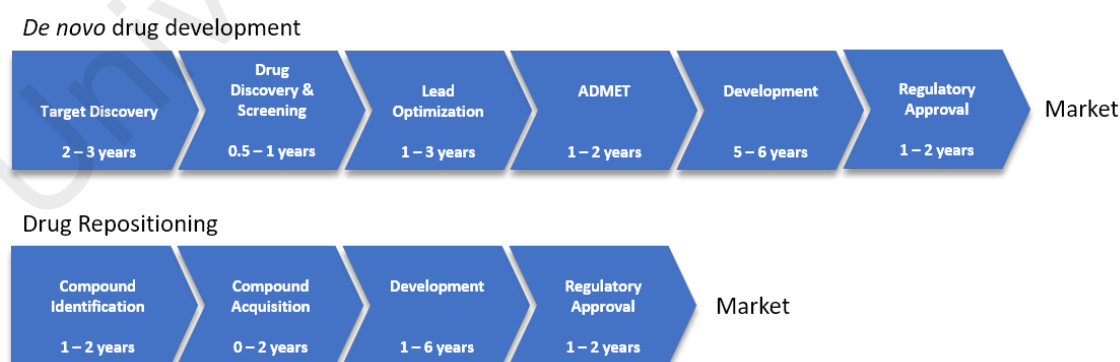 De novo drug development
Target Discovery
2 – 3 years
Drug
Discovery &
Screening
0.5 – 1 years
Lead
Optimization
1 – 3 years
ADMET
1 – 2 years
Development
5 – 6 years
Regulatory
Approval
1 – 2 years
Market
Drug Repositioning
Compound
Identification
1 – 2 years
Compound
Acquisition
0 – 2 years
Development
1 – 6 years
Regulatory
Approval
1 – 2 years
Market